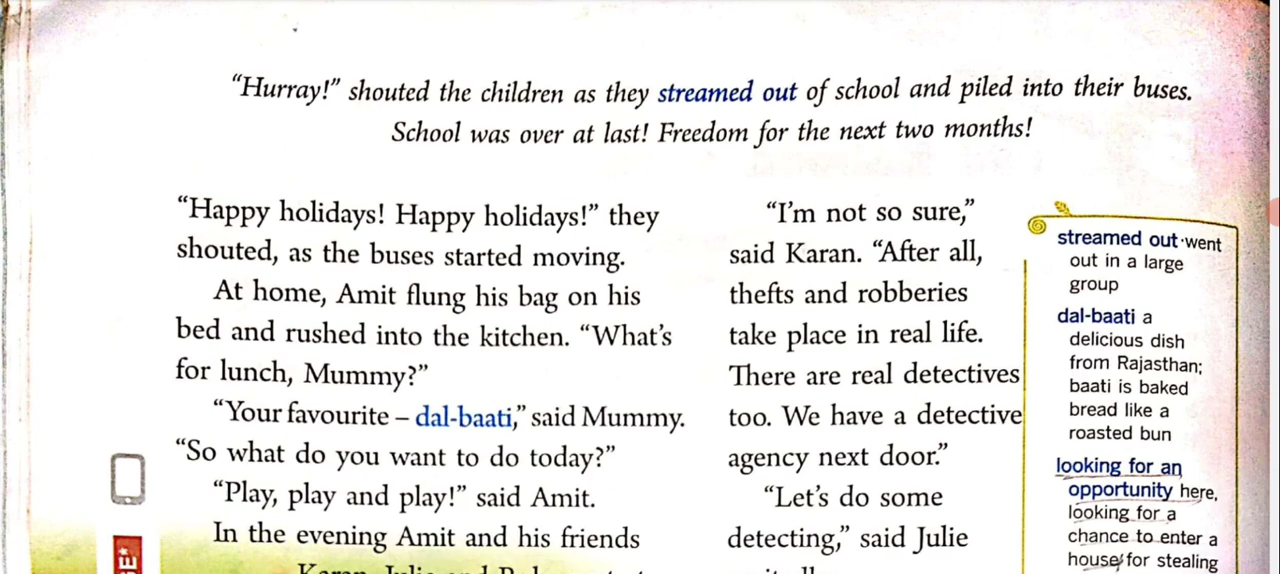 “Hurray!” shouted the children as they streamed out of school and piled into their buses.
School was over at last! Freedom for the next two months!
“Happy holidays! Happy holidays!” they
shouted, as the buses started moving.
At home, Amit flung his bag on his
bed and rushed into the kitchen. “What’s
for lunch, Mummy?”
“Your favourite – dal-baati,” said Mummy.
“So what do you want to do today?”
“Play, play and play!” said Amit.
In the evening Amit and his friends
“I’m not so sure,”
said Karan. “After all,
thefts and robberies
take place in real life.
There are real detectives
too. We have a detective
agency next door.”
“Let’s do some
detecting,” said Julie
streamed out went
out in a large
group
dal-baati a
delicious dish
from Rajasthan;
baati is baked
bread like a
roasted bun
looking for an
opportunity here,
looking for a
chance to enter a
house for stealing